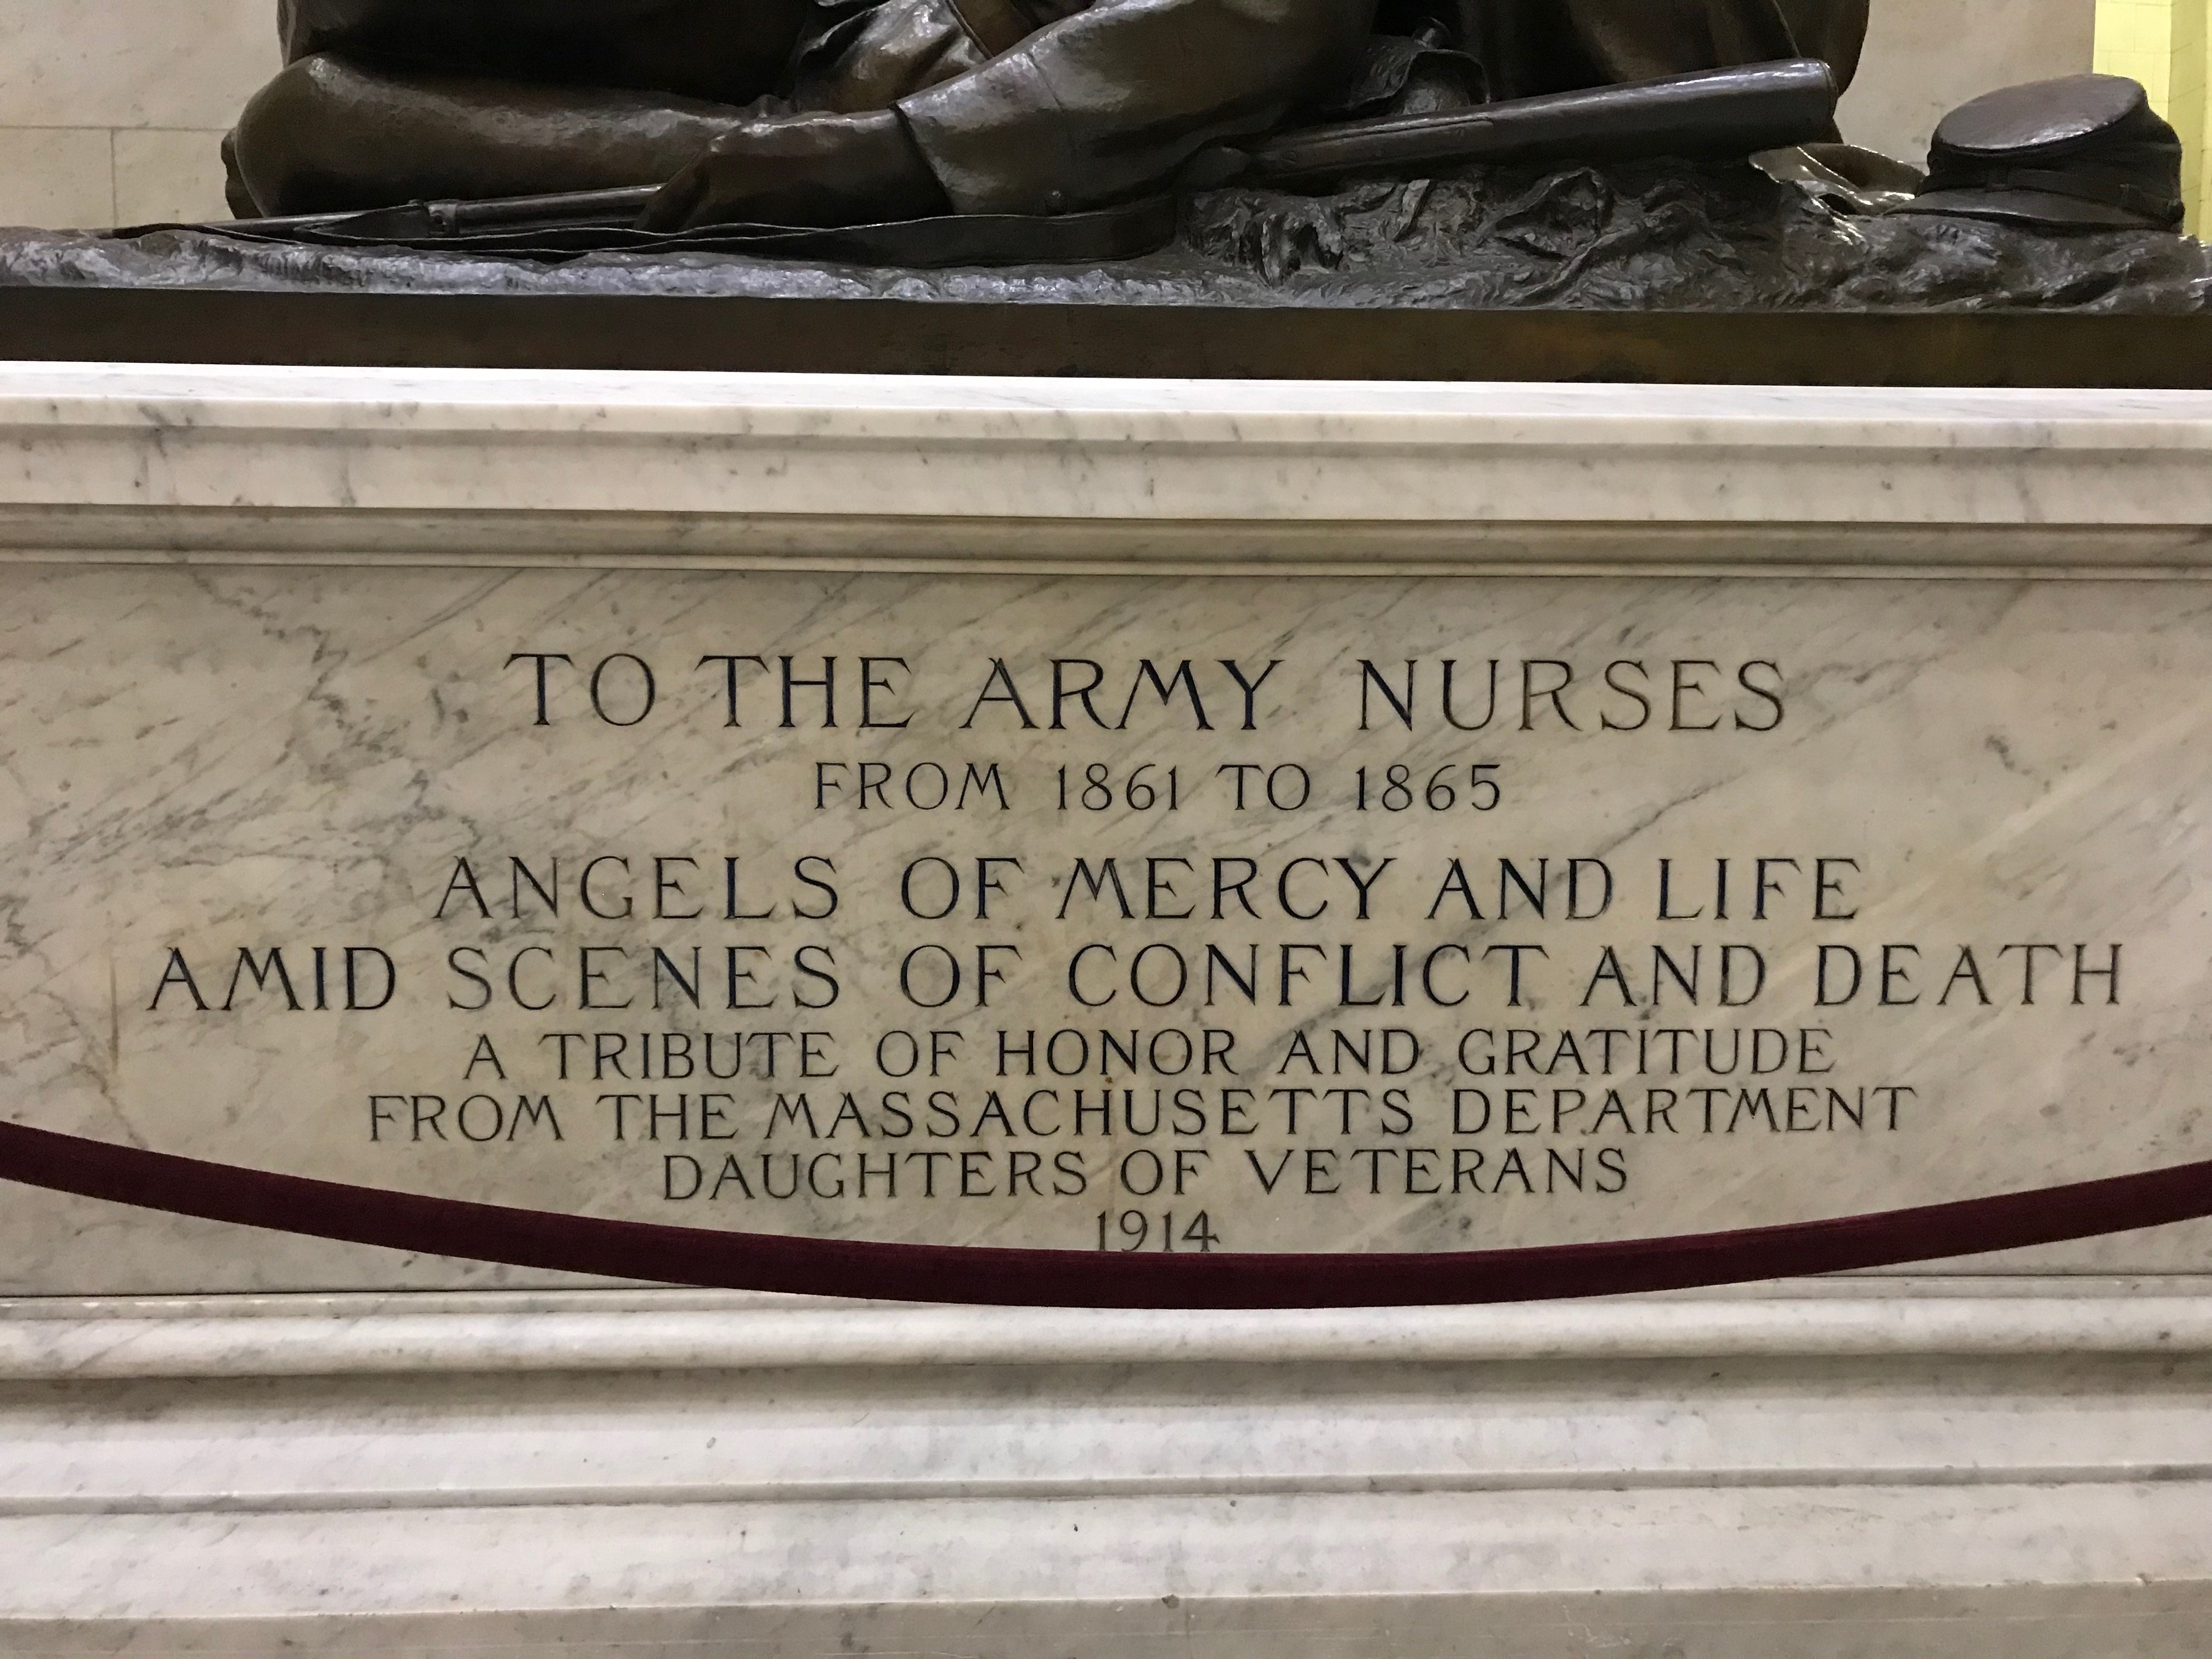 TO THE ARMY NURSES
FROM 1861 TO 1865
ANGELS OF MERCY AND LIFE
AMID SCENES OF CONFLICT AND DEATH
A TRIBUTE OF HONOR AND GRATITUDE
FROM THE MASSACHUSETTS DEPARTMENT
DAUGHTERS OF VETERANS
1914